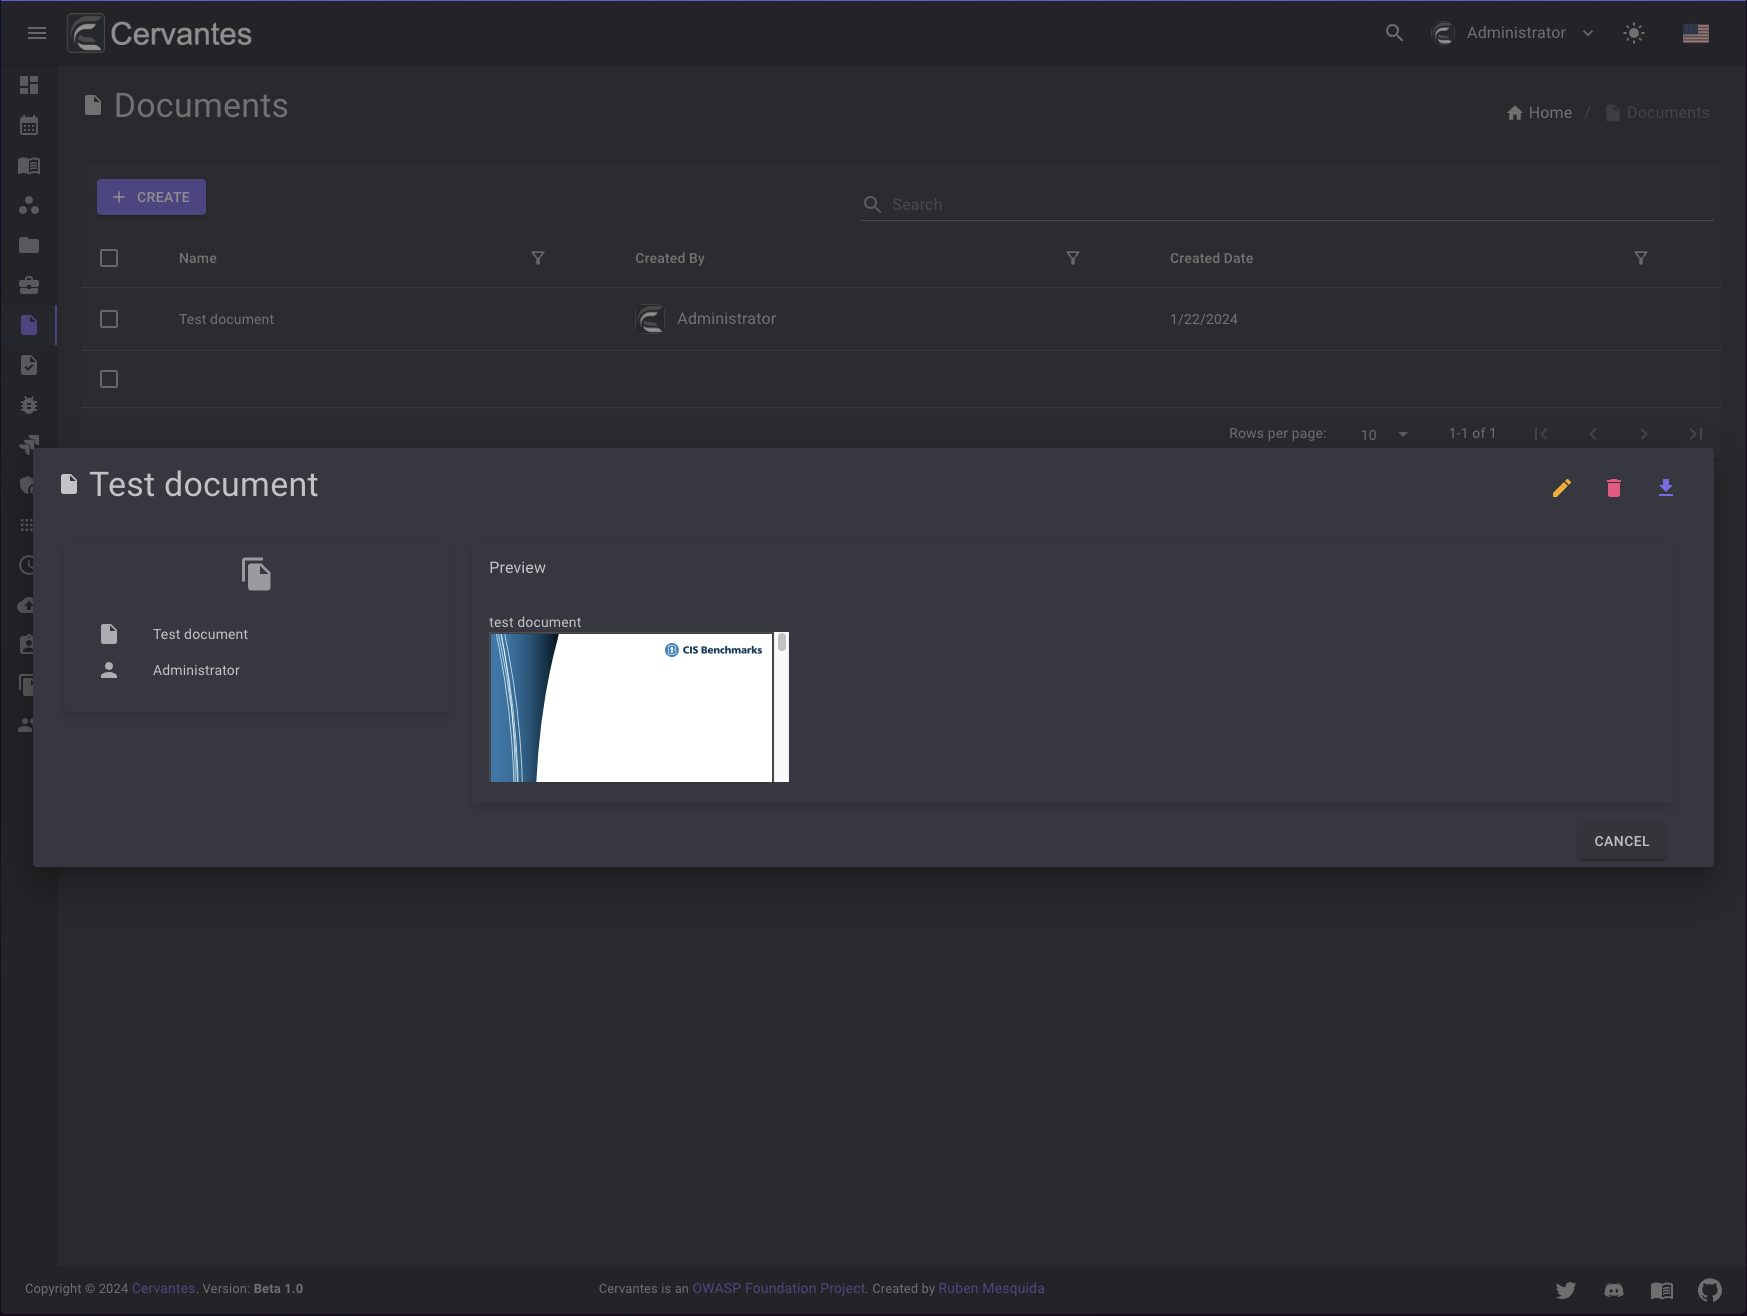 Cervantes
Administrator
Documents
Home / Documents
CREATE
Search
Name Created By Created Date
Test document Administrator 1/22/2024
Rows per page: 10 1-1 of 1
Test document
Preview
test document
CIS Benchmarks
Test document
Administrator
CANCEL
Copyright © 2024 Cervantes. Version: Beta 1.0
Cervantes is an OWASP Foundation Project. Created by Ruben Mesquida